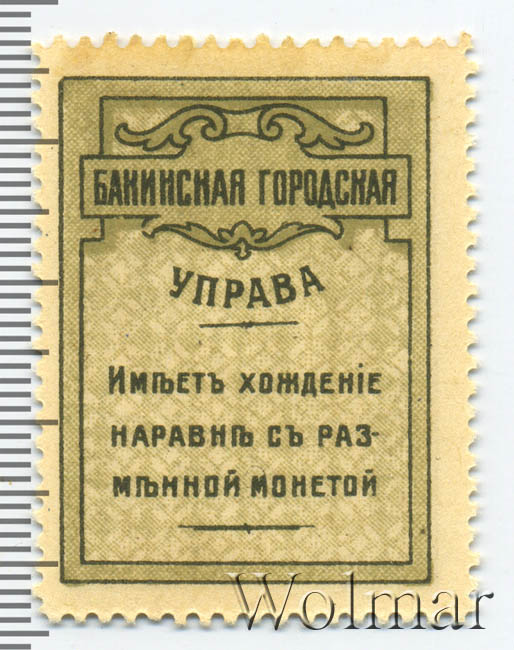 БАКИНСКАЯ ГОРОДСКАЯ
УПРАВА
ИМѢЕТЪ ХОЖДЕНІЕ
НАРАВНѢ СЪ РАЗ-
МѢННОЙ МОНЕТОЙ
Wolmar